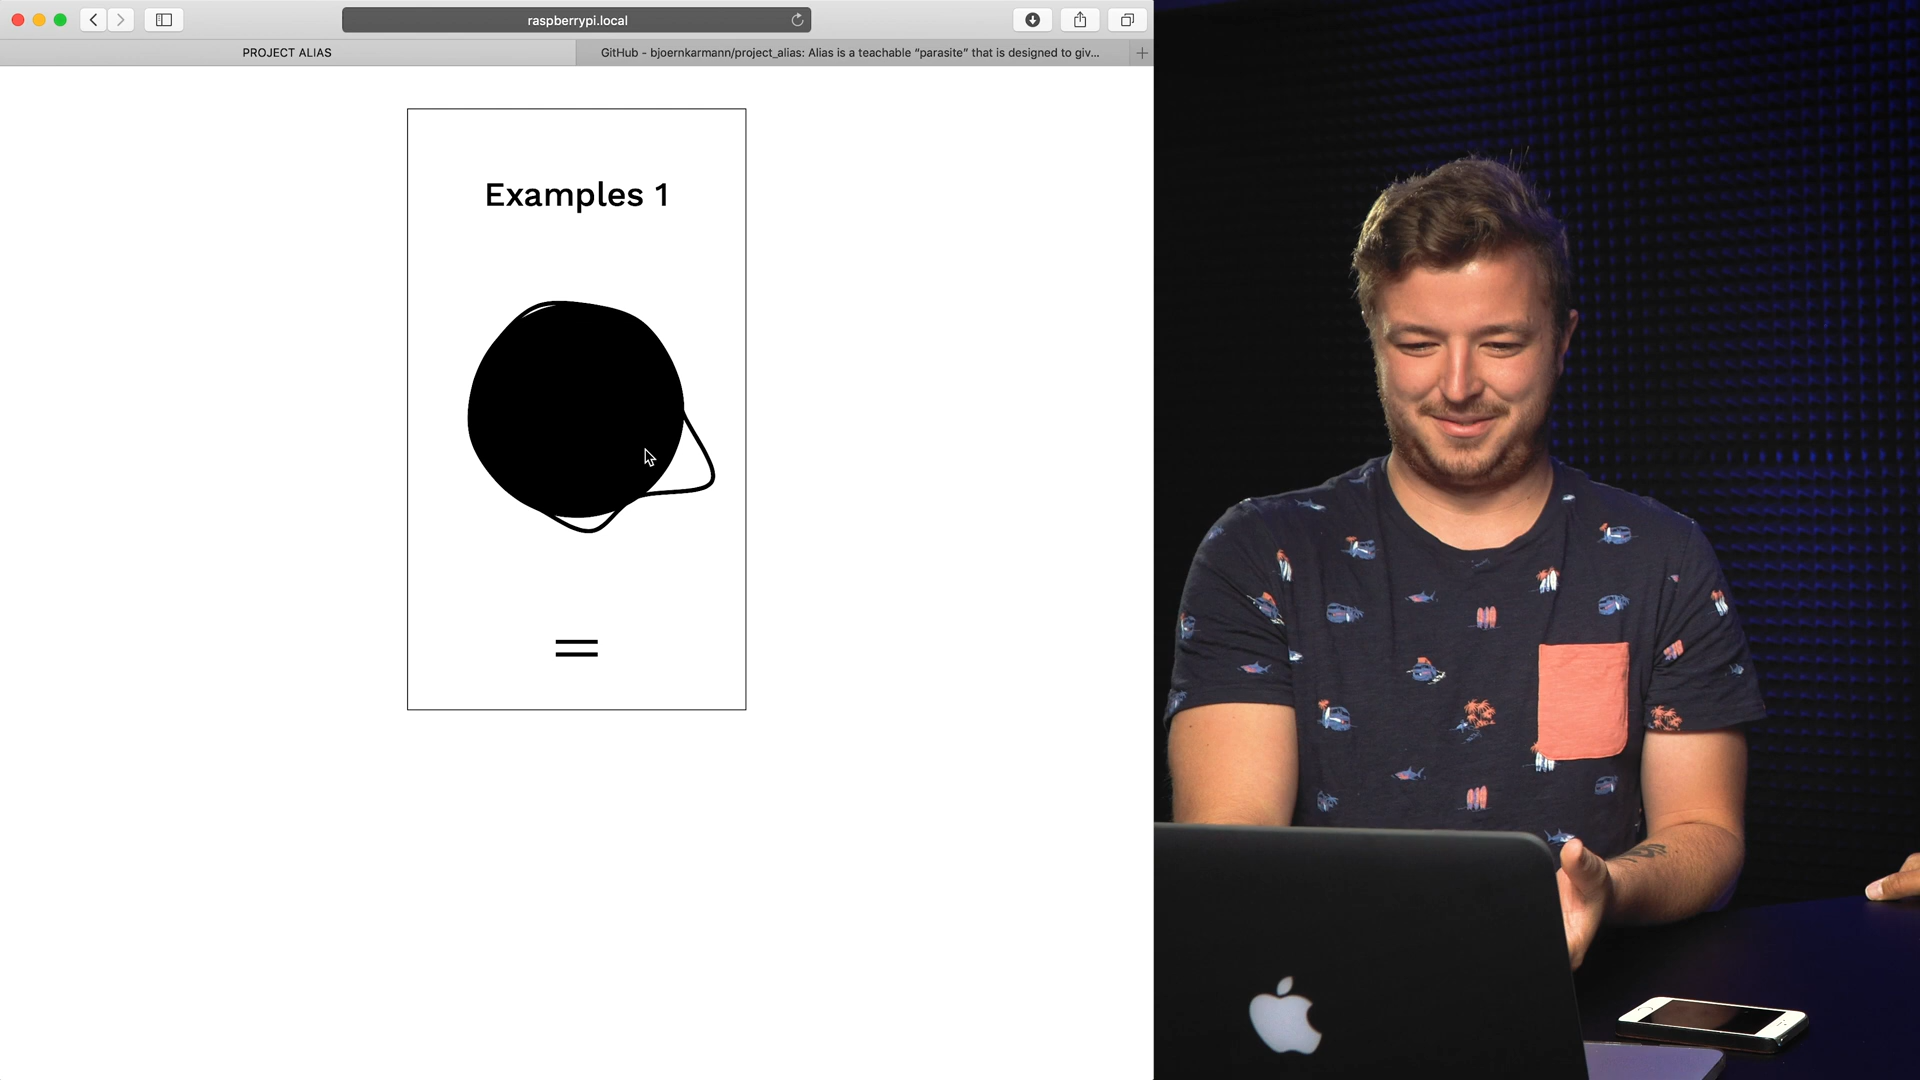 raspberrypi.local
PROJECT ALIAS
GitHub - bjoernkarmann/project_alias: Alias is a teachable “parasite” that is designed to giv...
Examples 1